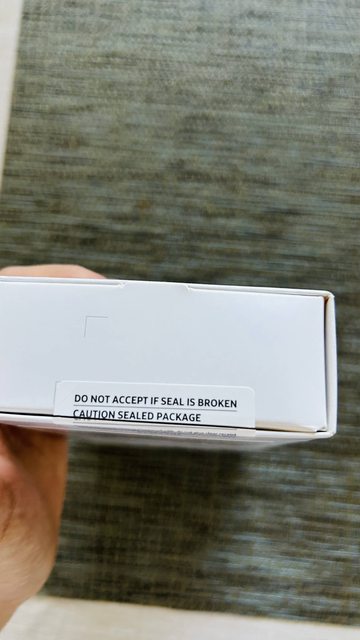 DO NOT ACCEPT IF SEAL IS BROKEN
CAUTION SEALED PACKAGE